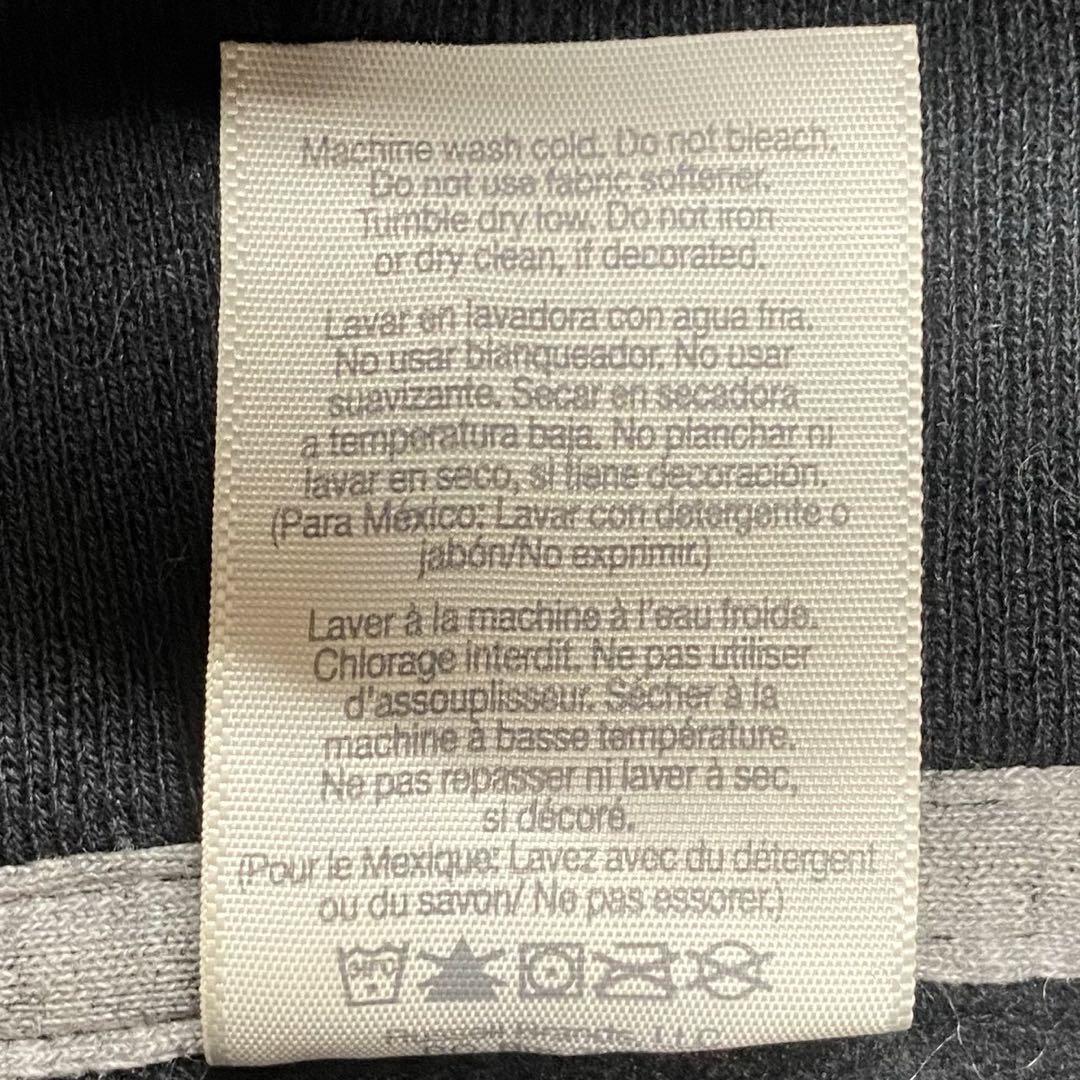 Machine wash cold. Do not bleach.
Do not use fabric softener.
Tumble dry low. Do not iron
or dry clean, if decorated.
Lavar en lavadora con agua fria.
No usar blanqueador. No usar
suavizante. Secar en secadora
a temperatura baja. No planchar ni
lavar en seco, si tiene decoración.
(Para México: Lavar con detergente o
jabón/No exprimir.)
Laver à la machine à l'eau froide.
Chlorage interdit. Ne pas utiliser
d'assouplisseur. Sécher à la
machine à basse température.
Ne pas repasser ni laver à sec,
si décoré.
(Pour le Mexique: Lavez avec du détergent
ou du savon/ Ne pas essorer.)
30°C